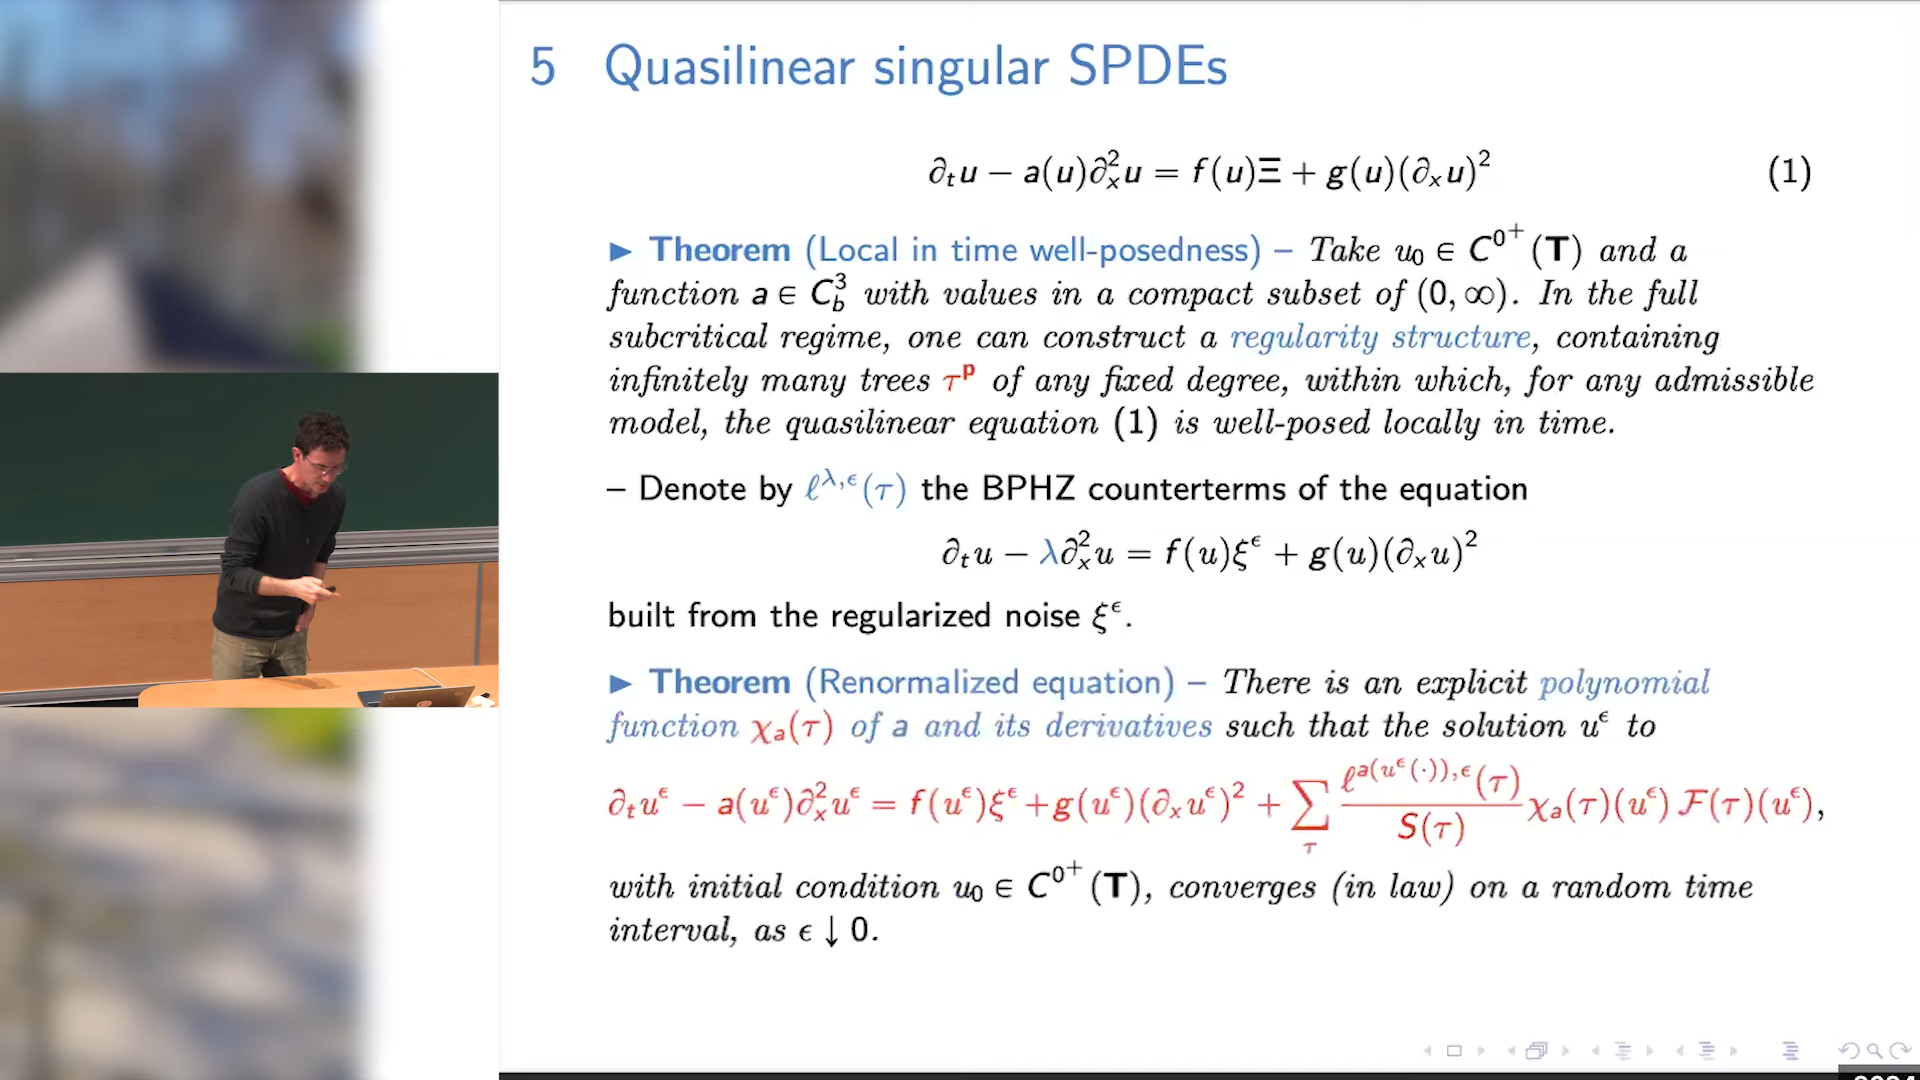 5 Quasilinear singular SPDEs
∂ₜu − a(u)∂ₓ²u = f(u)Ξ + g(u)(∂ₓu)² (1)
▶ Theorem (Local in time well-posedness) – Take u₀ ∈ C^{0⁺}(T) and a
function a ∈ C_b^3 with values in a compact subset of (0, ∞). In the full
subcritical regime, one can construct a regularity structure, containing
infinitely many trees τ^p of any fixed degree, within which, for any admissible
model, the quasilinear equation (1) is well-posed locally in time.
– Denote by ℓ^{λ,ϵ}(τ) the BPHZ counterterms of the equation
∂ₜu − λ∂ₓ²u = f(u)ξ^ϵ + g(u)(∂ₓu)²
built from the regularized noise ξ^ϵ.
▶ Theorem (Renormalized equation) – There is an explicit polynomial
function χₐ(τ) of a and its derivatives such that the solution u^ϵ to
∂ₜu^ϵ − a(u^ϵ)∂ₓ²u^ϵ = f(u^ϵ)ξ^ϵ + g(u^ϵ)(∂ₓu^ϵ)² + ∑_τ \frac{ℓ^{a(u^ϵ(·)),ϵ}(τ)}{S(τ)} χₐ(τ)(u^ϵ) F(τ)(u^ϵ),
with initial condition u₀ ∈ C^{0⁺}(T), converges (in law) on a random time
interval, as ϵ ↓ 0.